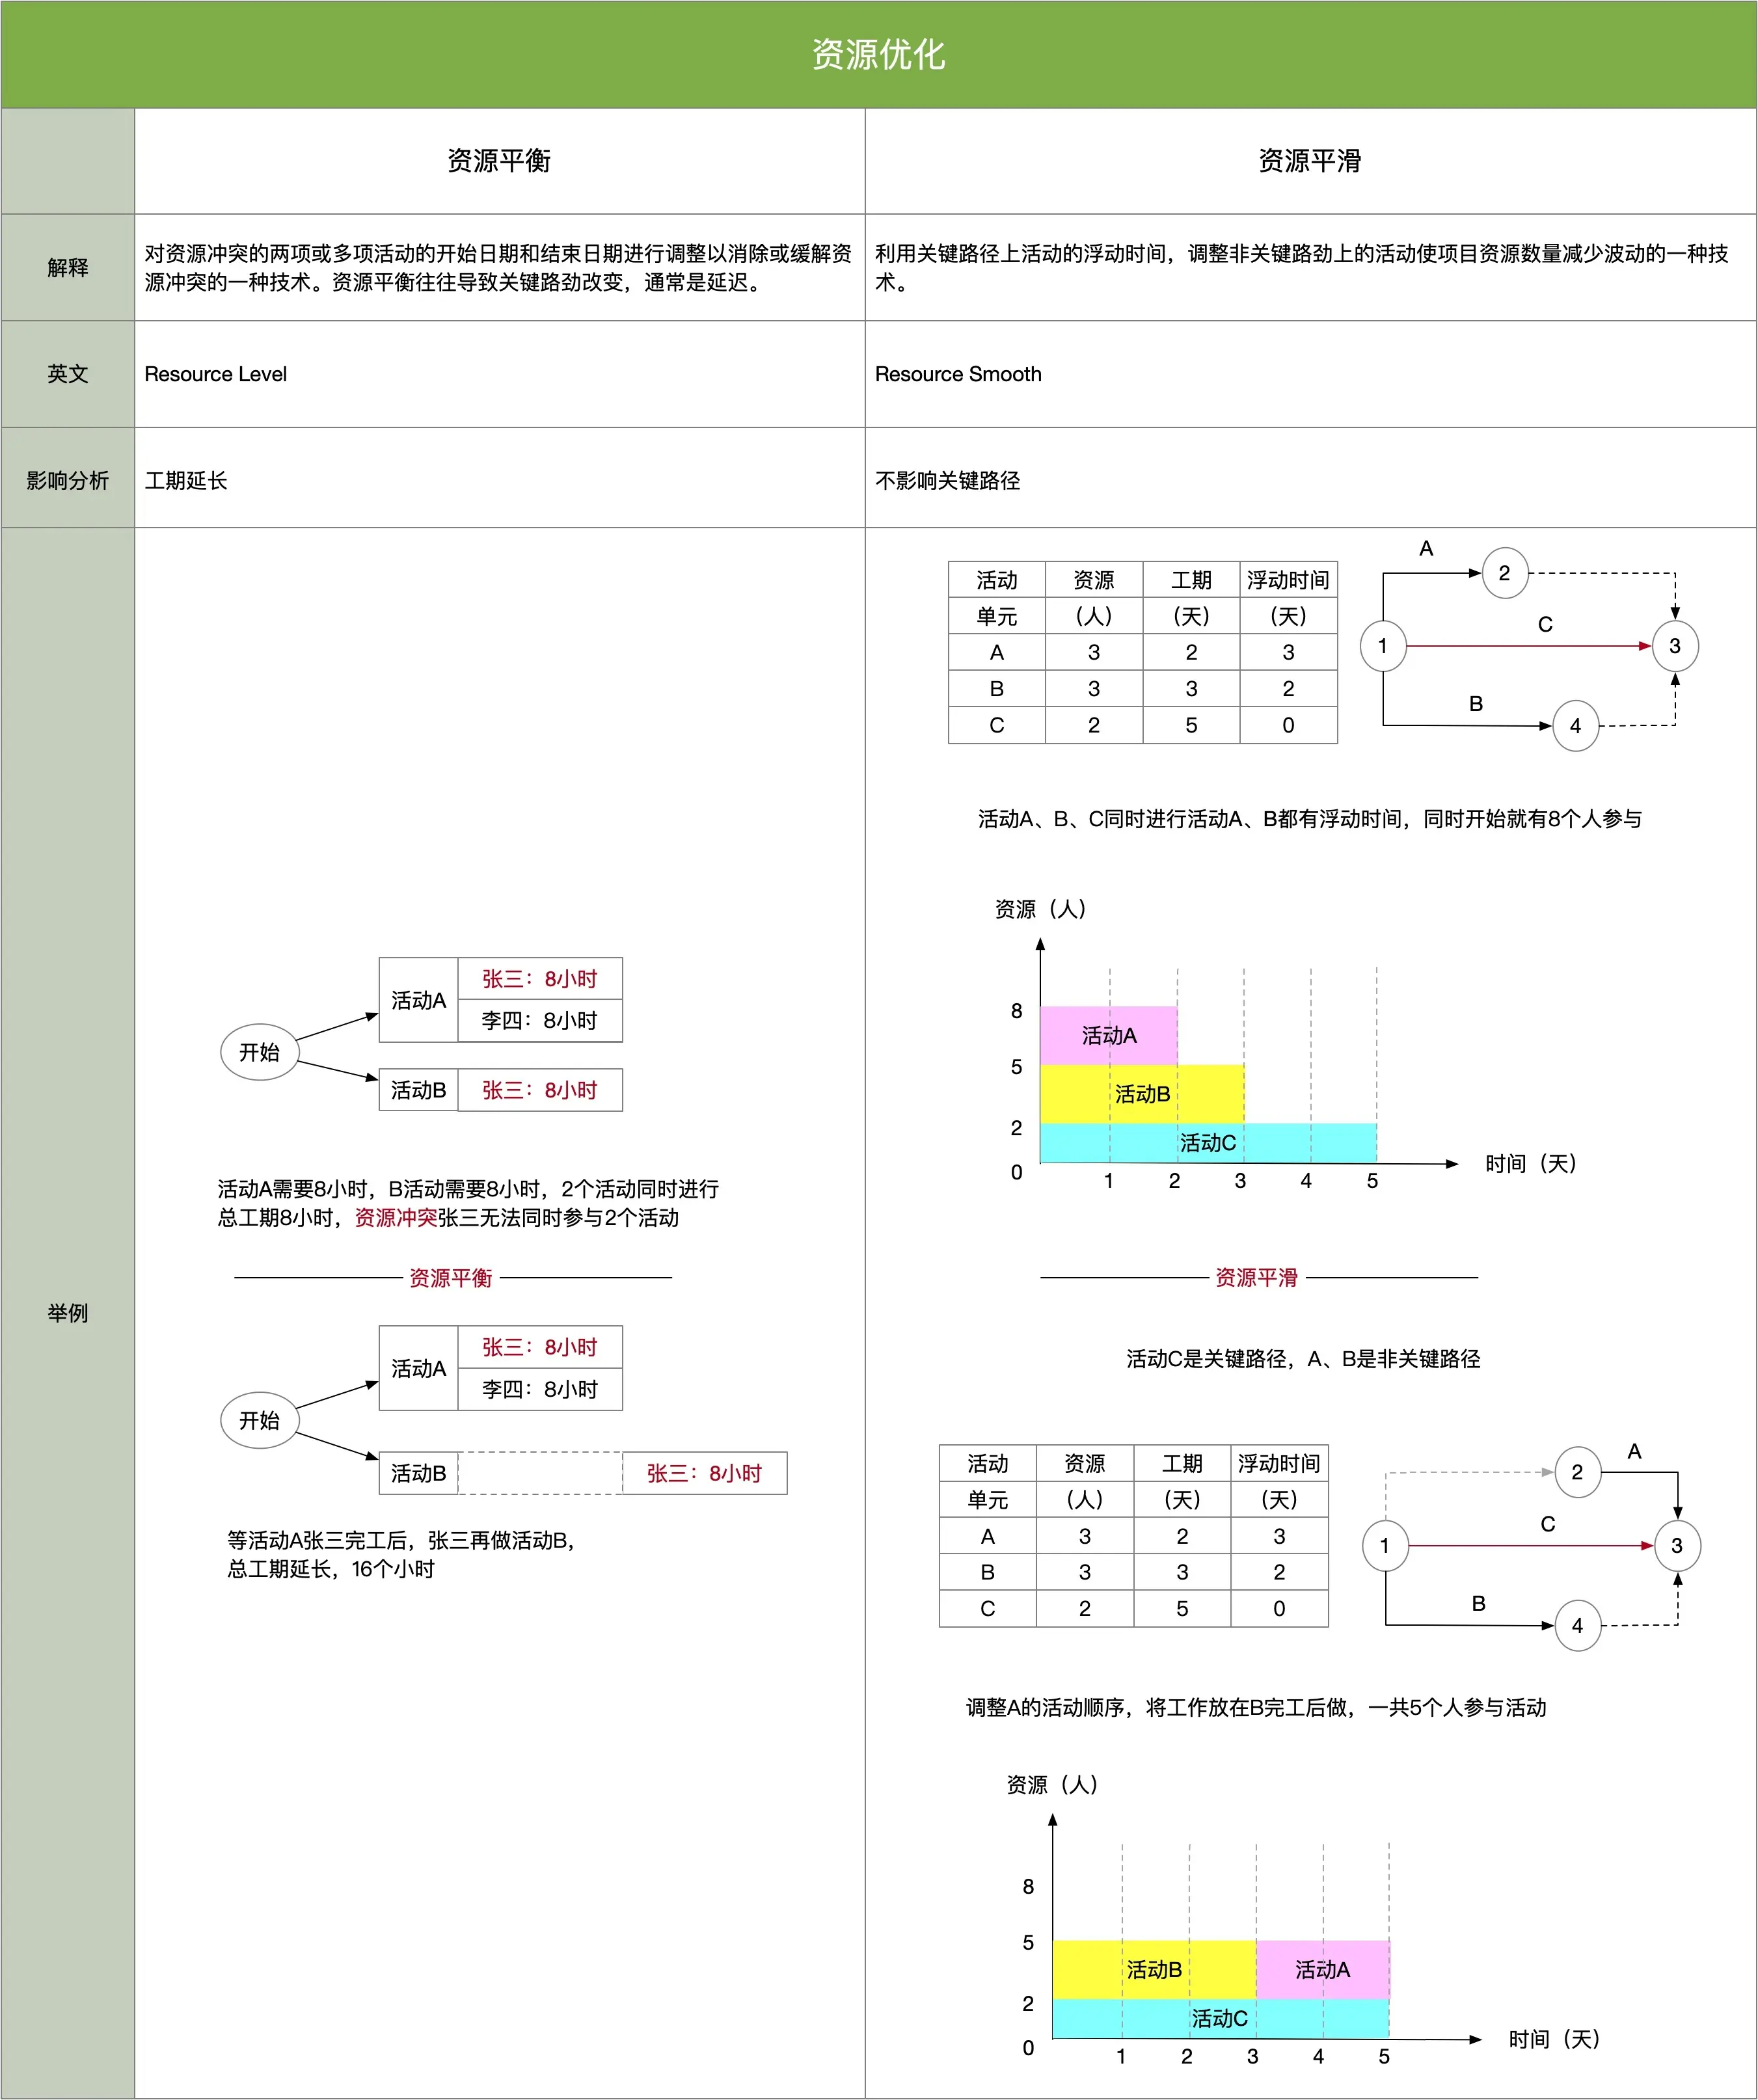 资源优化
资源平衡
资源平滑
解释
对资源冲突的两项或多项活动的开始日期和结束日期进行调整以消除或缓解资
源冲突的一种技术。资源平衡往往导致关键路劲改变，通常是延迟。
利用关键路径上活动的浮动时间，调整非关键路劲上的活动使项目资源数量减少波动的一种技
术。
英文
Resource Level
Resource Smooth
影响分析
工期延长
不影响关键路径
举例
开始
活动A
张三：8小时
李四：8小时
活动B
张三：8小时
活动A需要8小时，B活动需要8小时，2个活动同时进行
总工期8小时，资源冲突张三无法同时参与2个活动
资源平衡
开始
活动A
张三：8小时
李四：8小时
活动B
张三：8小时
等活动A张三完工后，张三再做活动B，
总工期延长，16个小时
活动 资源 工期 浮动时间
单元 （人） （天） （天）
A 3 2 3
B 3 3 2
C 2 5 0
A
2
C
1
3
B
4
活动A、B、C同时进行活动A、B都有浮动时间，同时开始就有8个人参与
资源（人）
8
活动A
5
活动B
2
活动C
0
1 2 3 4 5
时间（天）
资源平滑
活动C是关键路径，A、B是非关键路径
活动 资源 工期 浮动时间
单元 （人） （天） （天）
A 3 2 3
B 3 3 2
C 2 5 0
A
2
C
1
3
B
4
调整A的活动顺序，将工作放在B完工后做，一共5个人参与活动
资源（人）
8
5
活动B
活动A
2
活动C
0
1 2 3 4 5
时间（天）